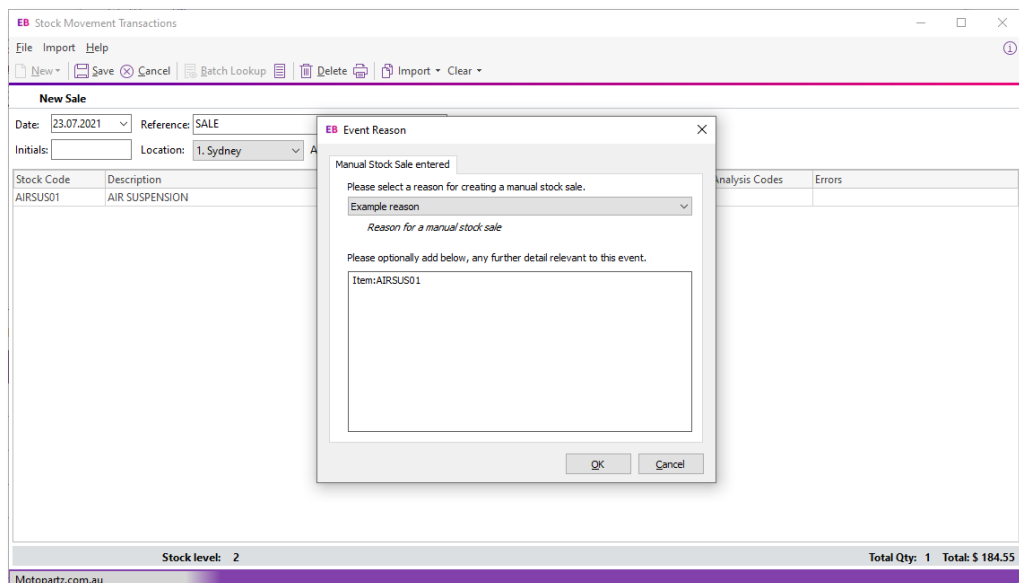 EB Stock Movement Transactions
File Import Help
New Save Cancel Batch Lookup Delete Import Clear
New Sale
Date: 23.07.2021 Reference: SALE
Initials: Location: 1. Sydney A
Stock Code Description Analysis Codes Errors
AIRSUS01 AIR SUSPENSION
EB Event Reason
Manual Stock Sale entered
Please select a reason for creating a manual stock sale.
Example reason
Reason for a manual stock sale
Please optionally add below, any further detail relevant to this event.
Item:AIRSUS01
OK Cancel
Stock level: 2 Total Qty: 1 Total: $ 184.55
Motopartz.com.au